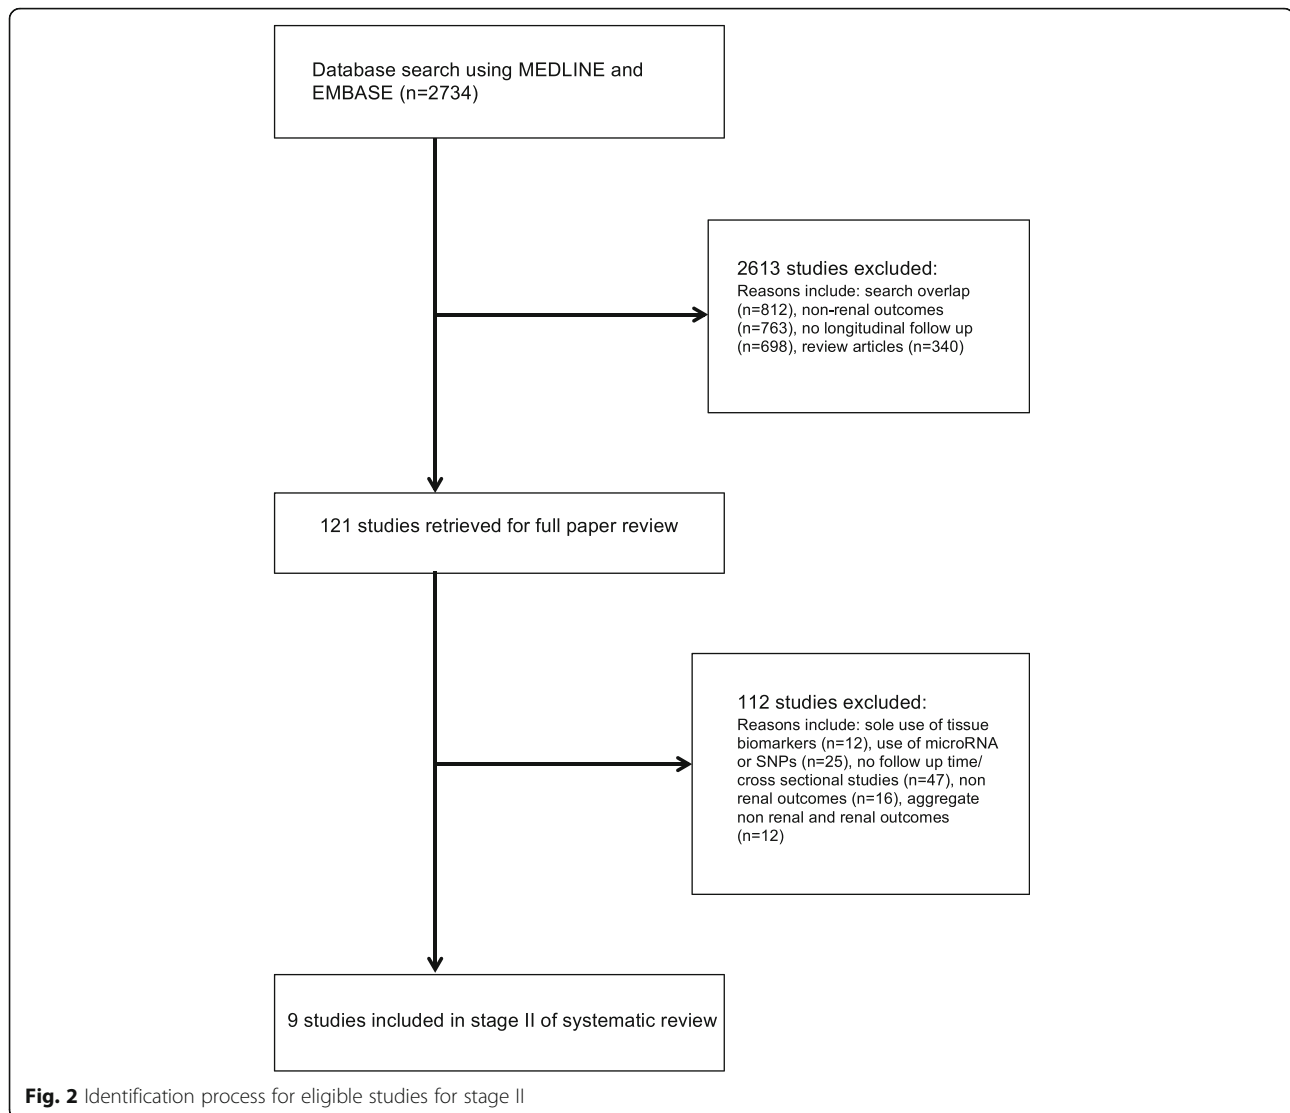 Database search using MEDLINE and
EMBASE (n=2734)
2613 studies excluded:
Reasons include: search overlap
(n=812), non-renal outcomes
(n=763), no longitudinal follow up
(n=698), review articles (n=340)
121 studies retrieved for full paper review
112 studies excluded:
Reasons include: sole use of tissue
biomarkers (n=12), use of microRNA
or SNPs (n=25), no follow up time/
cross sectional studies (n=47), non
renal outcomes (n=16), aggregate
non renal and renal outcomes
(n=12)
9 studies included in stage II of systematic review
Fig. 2 Identification process for eligible studies for stage II